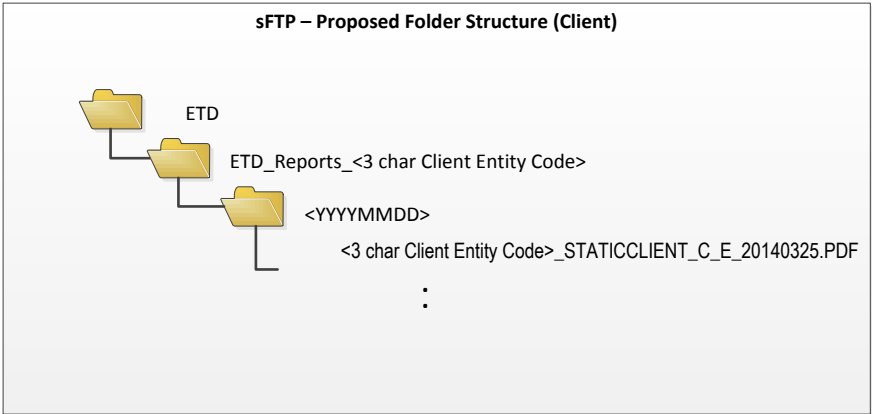 sFTP – Proposed Folder Structure (Client)
ETD
ETD_Reports_<3 char Client Entity Code>
<YYYYMMDD>
<3 char Client Entity Code>_STATICCLIENT_C_E_20140325.PDF
: